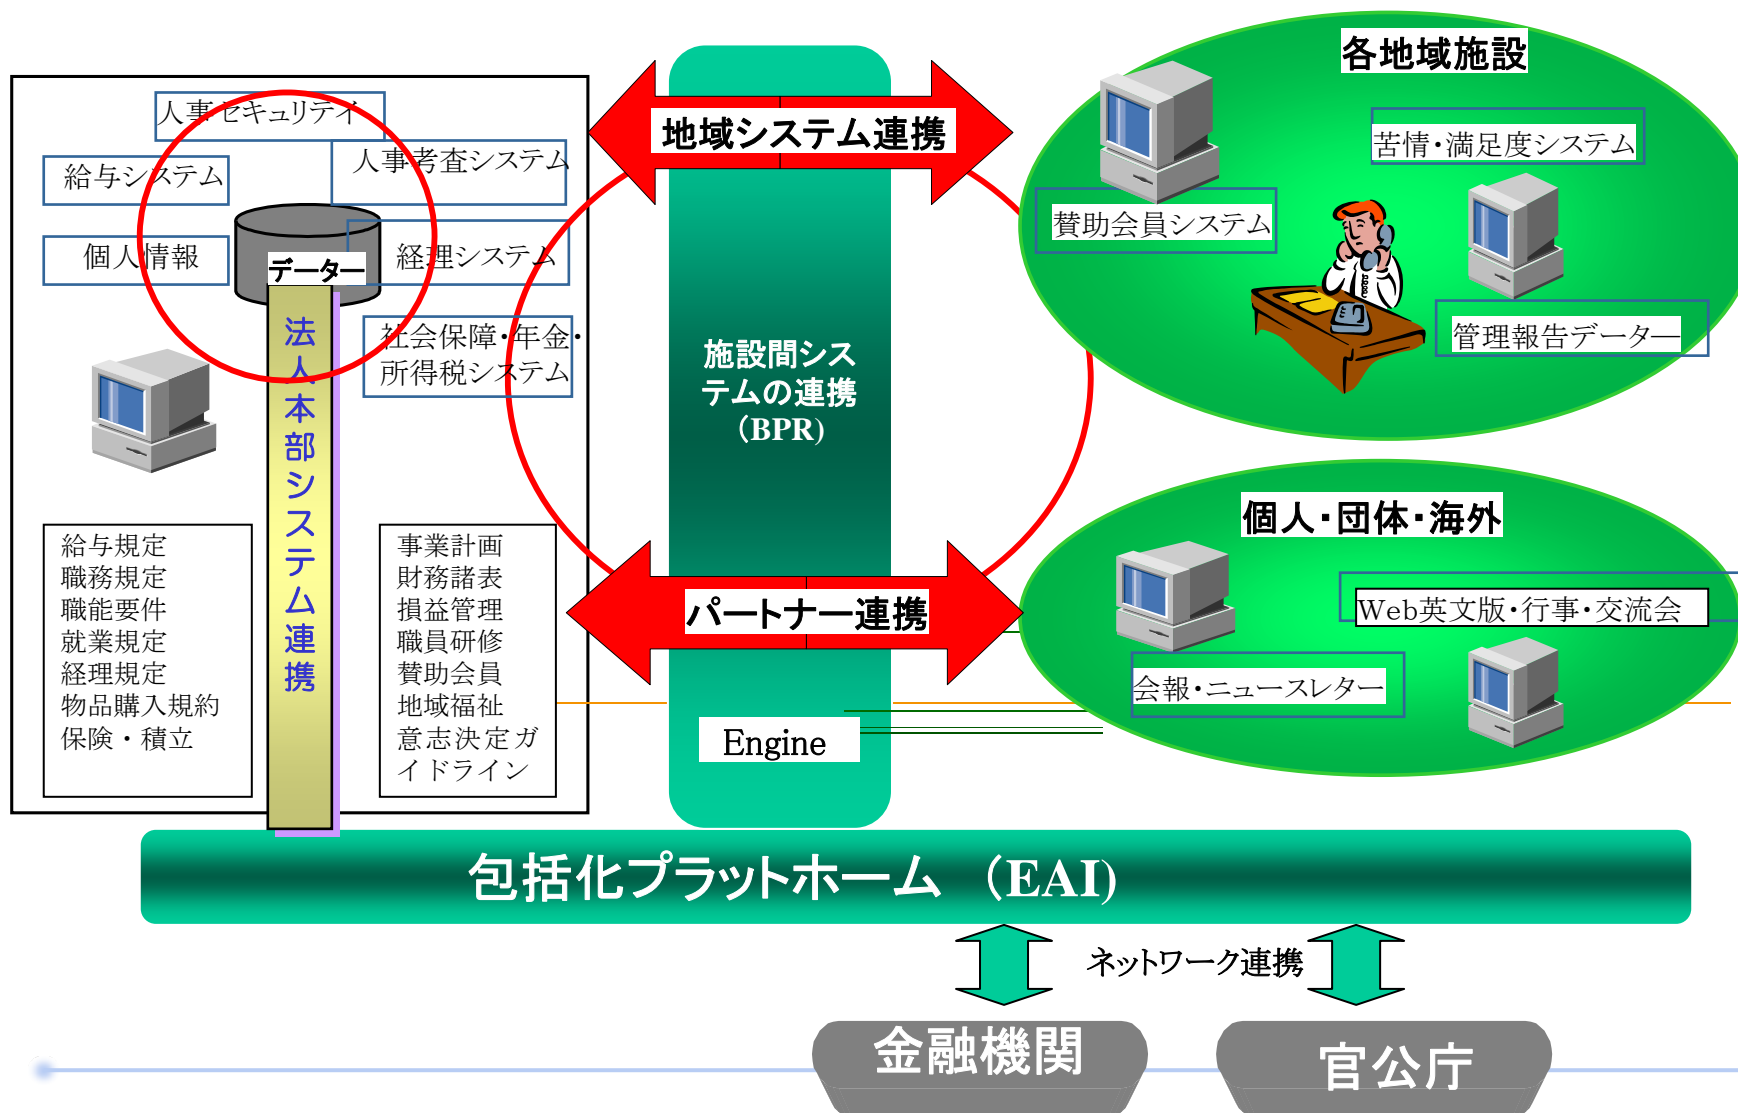 人事セキュリテイ
給与システム
人事考査システム
個人情報
データー
経理システム
社会保障・年金・
所得税システム
法人本部システム連携
給与規定
職務規定
職能要件
就業規定
経理規定
物品購入規約
保険・積立
事業計画
財務諸表
損益管理
職員研修
賛助会員
地域福祉
意志決定ガ
イドライン
地域システム連携
施設間シス
テムの連携
（BPR)
パートナー連携
Engine
各地域施設
苦情・満足度システム
賛助会員システム
管理報告データ―
個人・団体・海外
Web英文版・行事・交流会
会報・ニュースレター
包括化プラットホーム （EAI)
ネットワーク連携
金融機関
官公庁